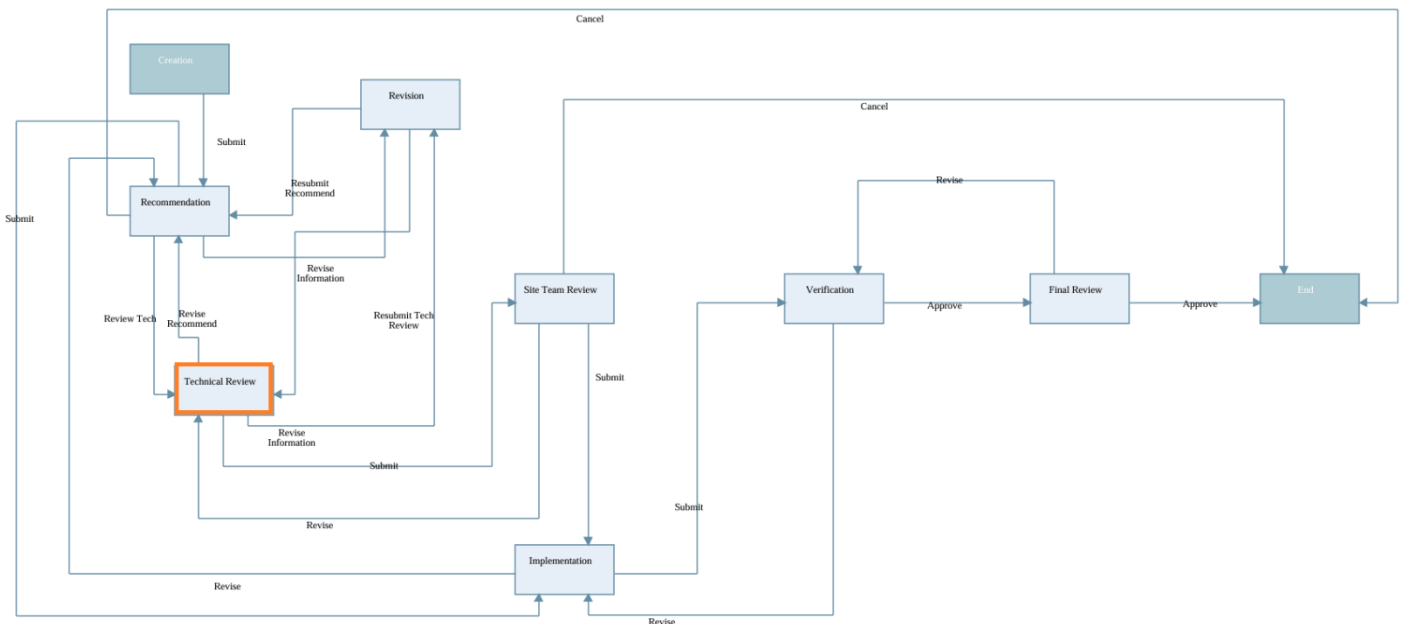 Cancel
Creation
Revision
Cancel
Submit
Resubmit
Recommend
Revise
Recommendation
Submit
Revise
Information
Site Team Review
Verification
Final Review
End
Approve
Approve
Review Tech
Revise
Recommend
Resubmit Tech
Review
Technical Review
Submit
Revise
Information
Submit
Submit
Revise
Implementation
Revise
Revise